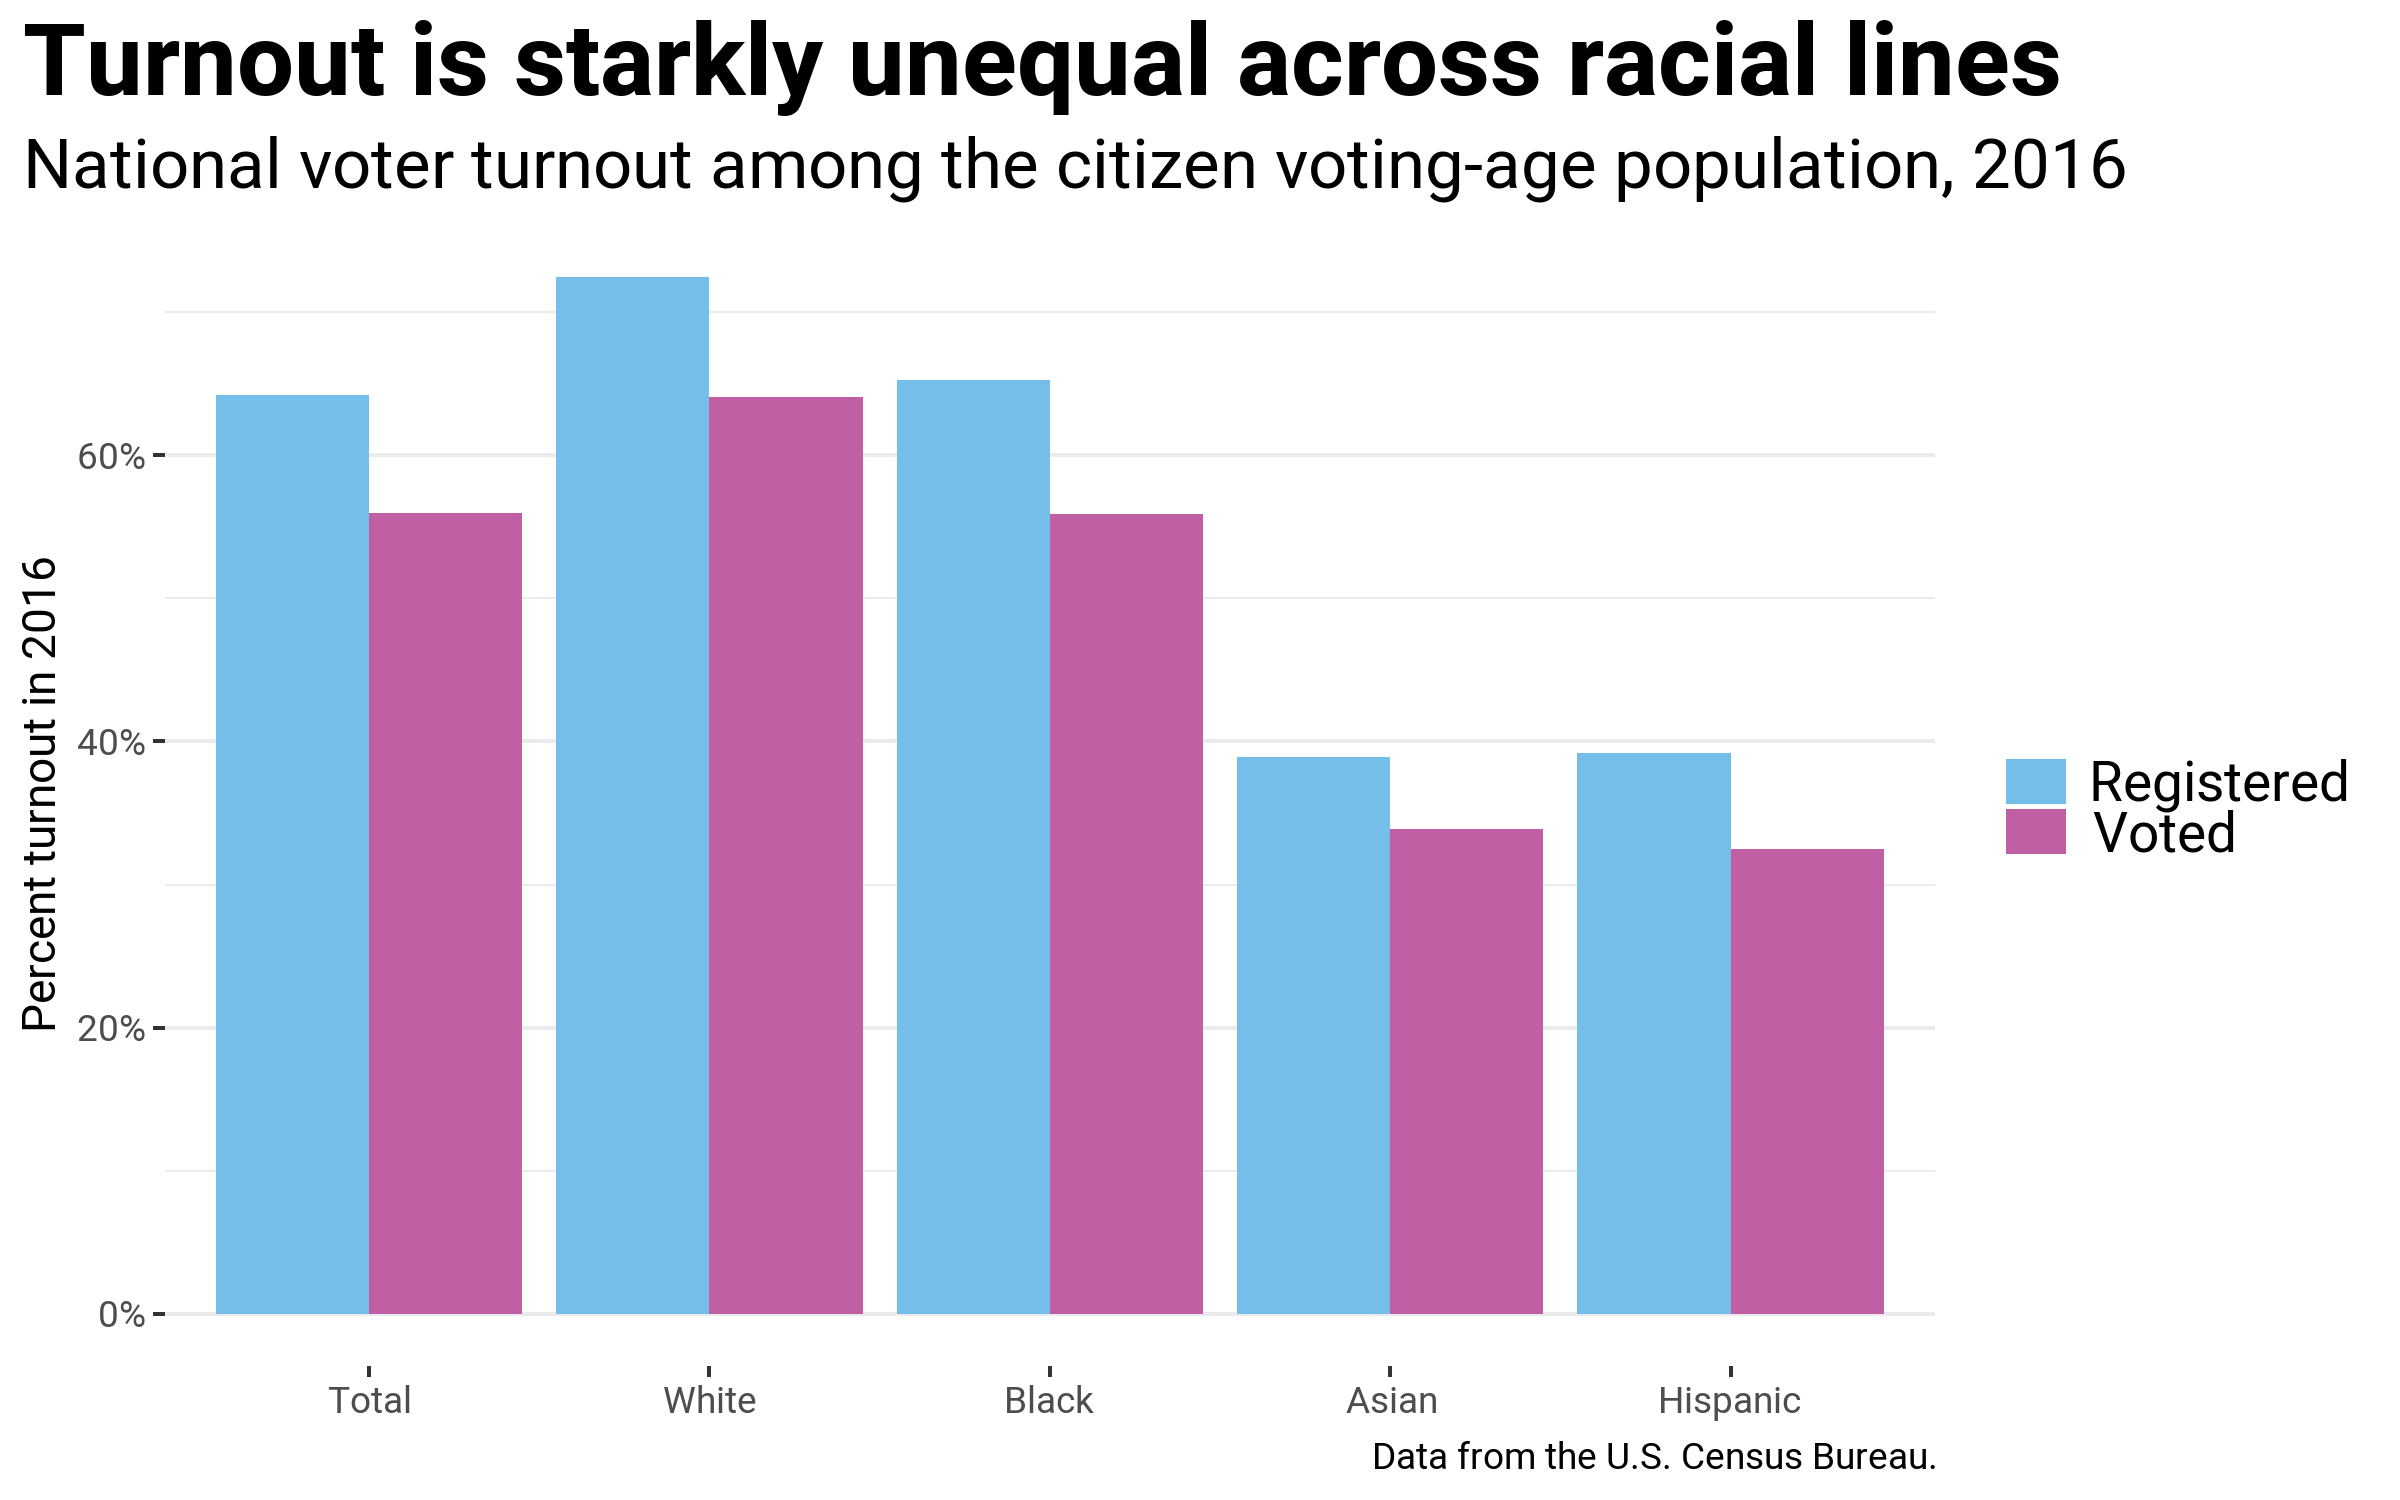 Turnout is starkly unequal across racial lines
National voter turnout among the citizen voting-age population, 2016
Percent turnout in 2016
60%
40%
20%
0%
Total
White
Black
Asian
Hispanic
Registered
Voted
Data from the U.S. Census Bureau.